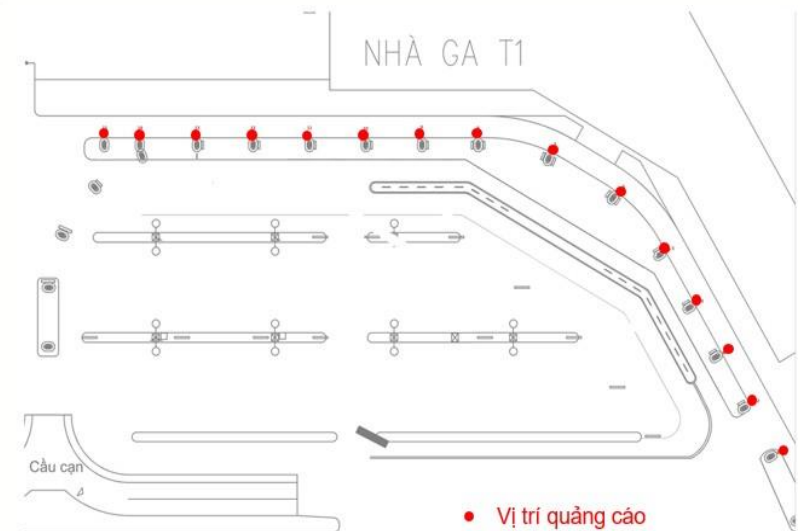 NHÀ GA T1
Cầu cạn
Vị trí quảng cáo